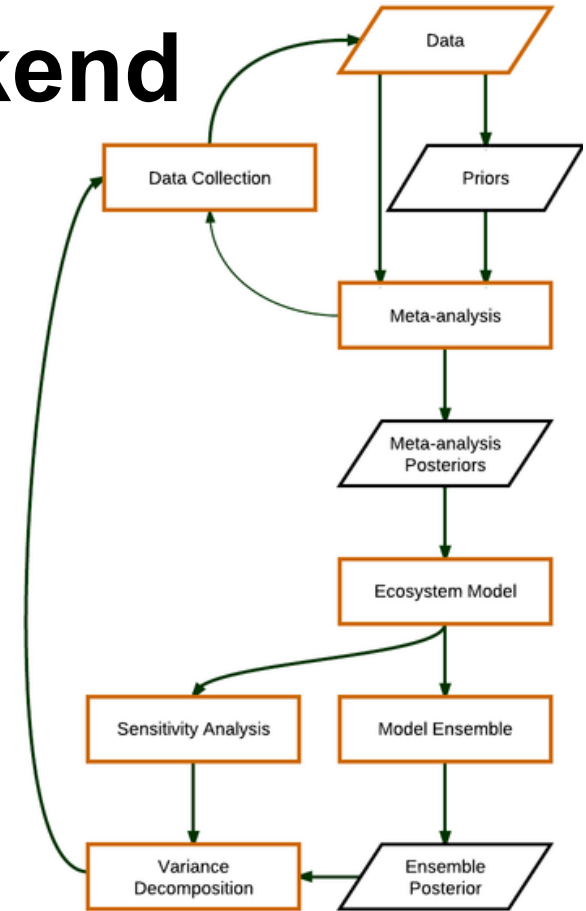 kend
Data
Data Collection
Priors
Meta-analysis
Meta-analysis
Posteriors
Ecosystem Model
Sensitivity Analysis
Model Ensemble
Variance
Decomposition
Ensemble
Posterior